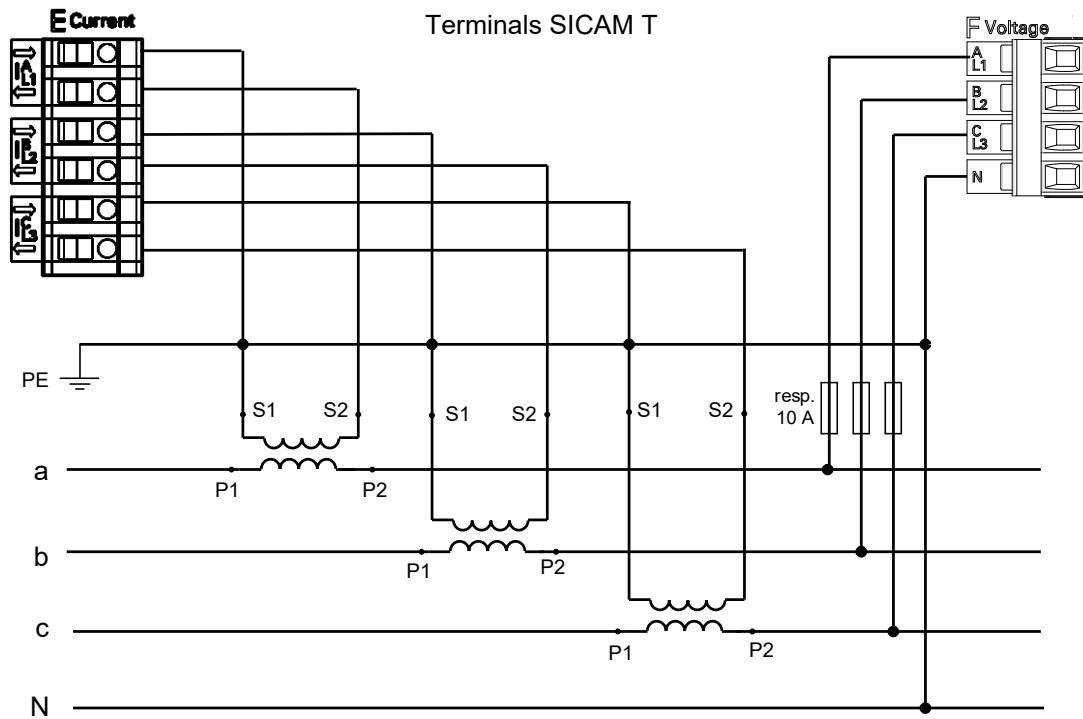 Terminals SICAM T
E Current
I A L1
I B L2
I C L3
F Voltage
A
L1
B
L2
C
L3
N
PE
S1 S2
S1 S2
S1 S2
resp.
10 A
a
P1 P2
b
P1 P2
c
P1 P2
N